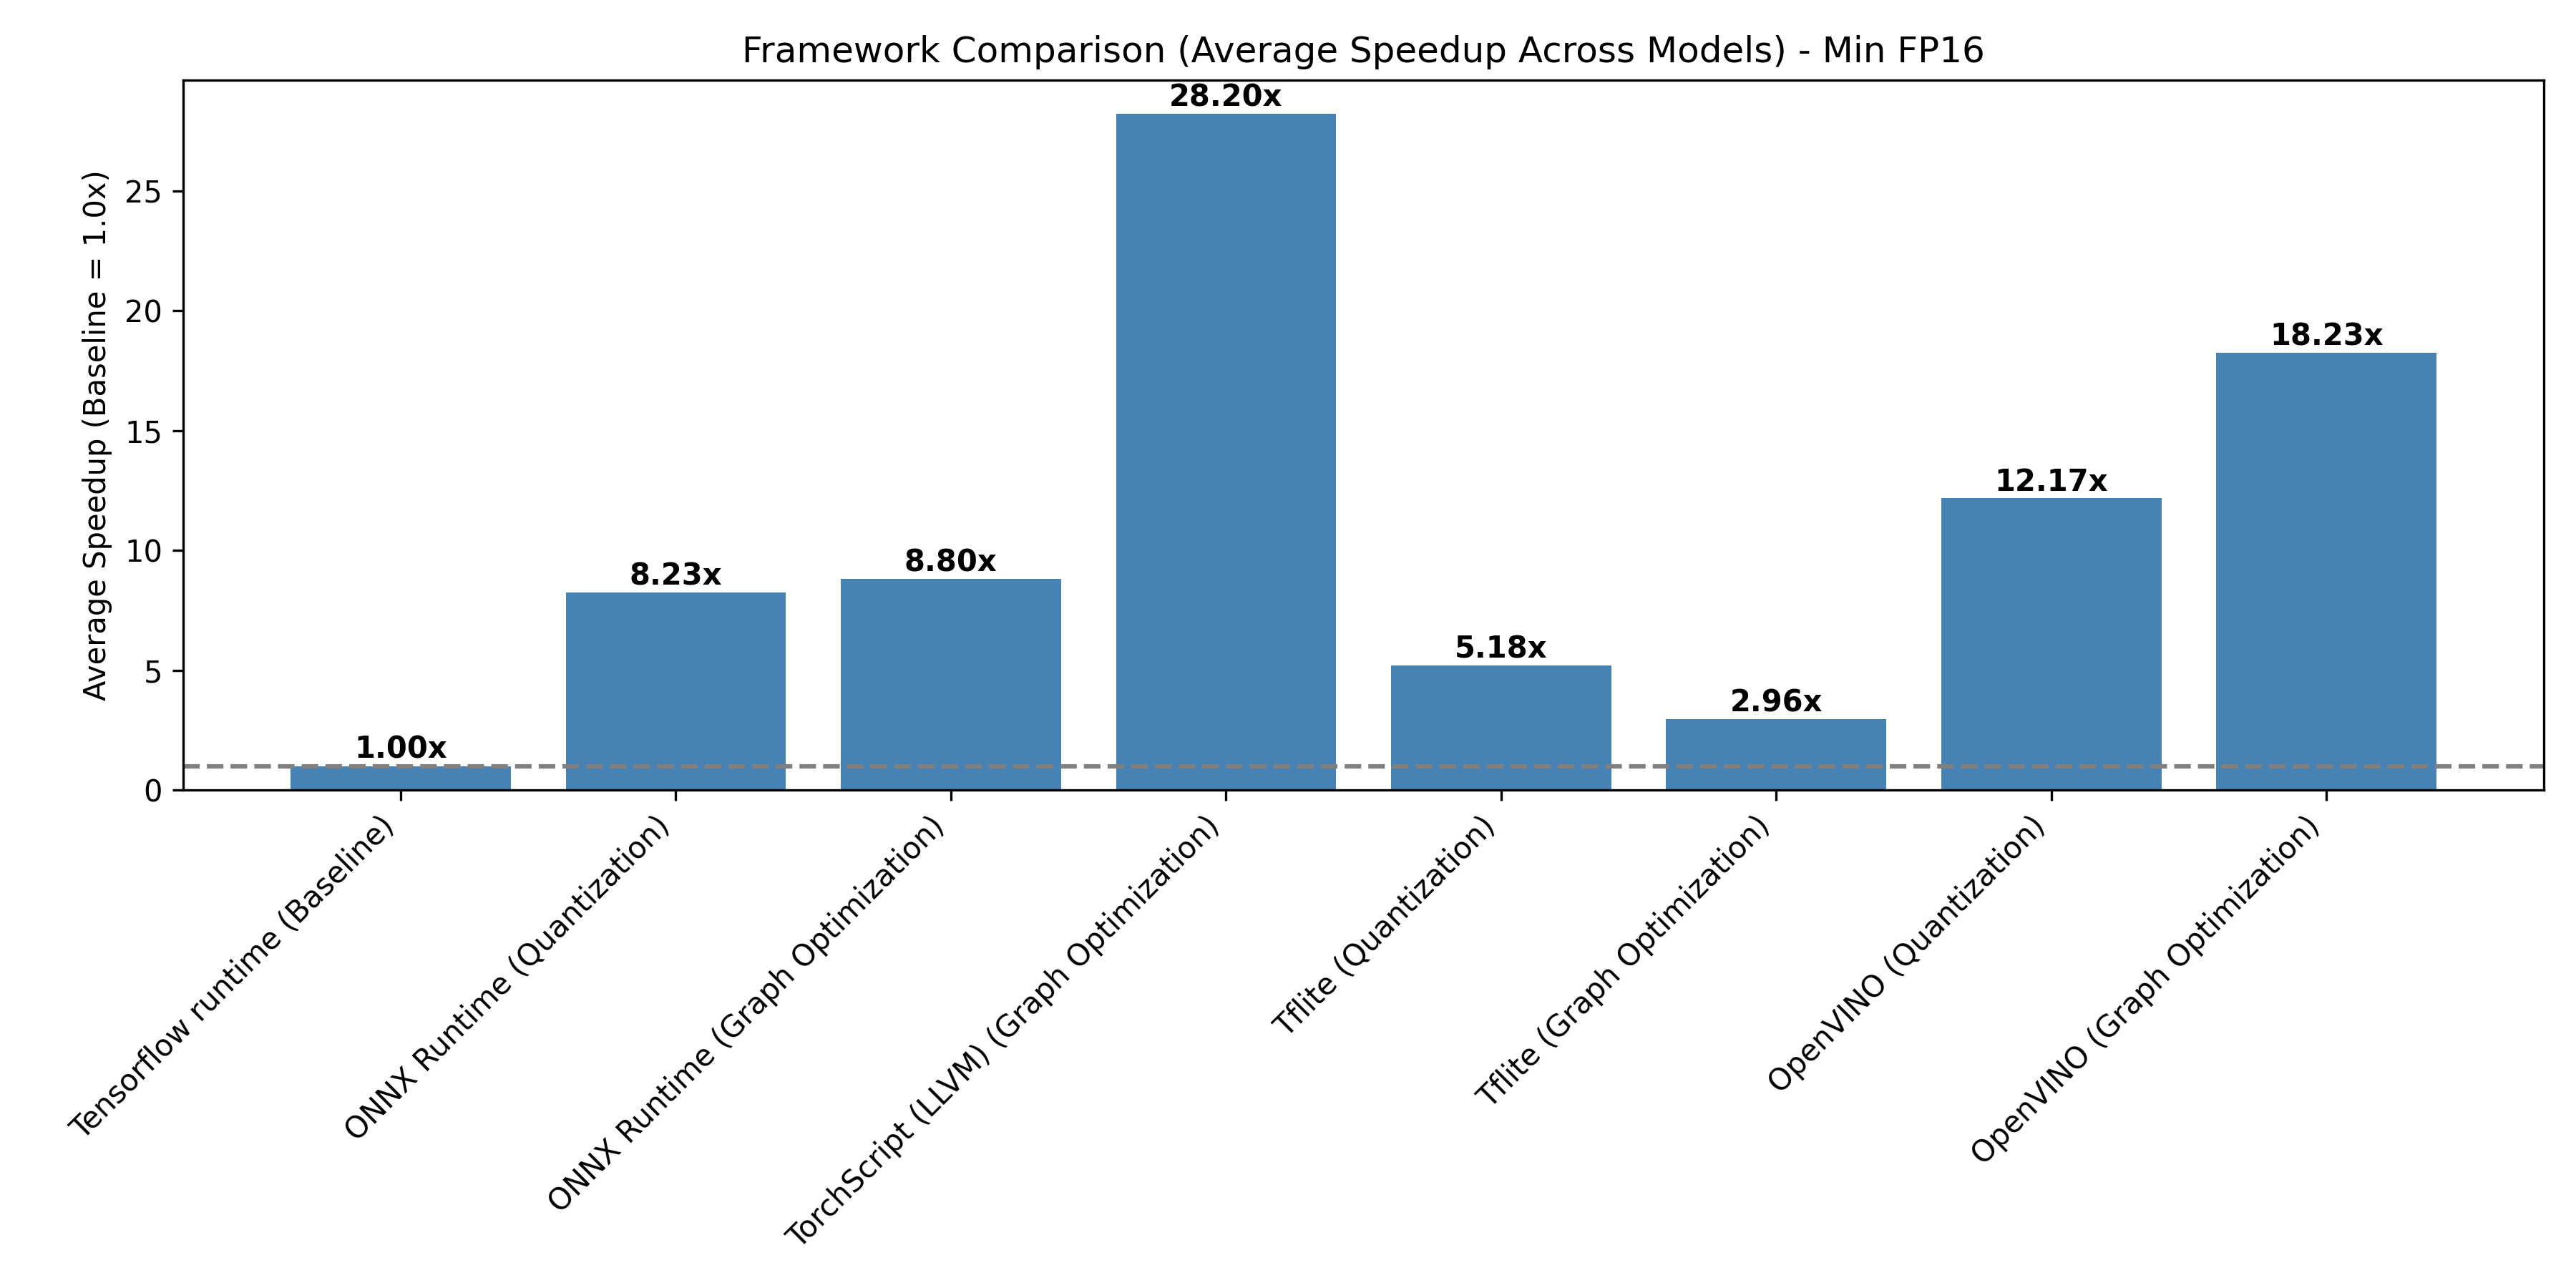 Framework Comparison (Average Speedup Across Models) - Min FP16
Average Speedup (Baseline = 1.0x)
25
20
15
10
5
0
1.00x
8.23x
8.80x
28.20x
5.18x
2.96x
12.17x
18.23x
Tensorflow runtime (Baseline)
ONNX Runtime (Quantization)
ONNX Runtime (Graph Optimization)
TorchScript (LLVM) (Graph Optimization)
Tflite (Quantization)
Tflite (Graph Optimization)
OpenVINO (Quantization)
OpenVINO (Graph Optimization)